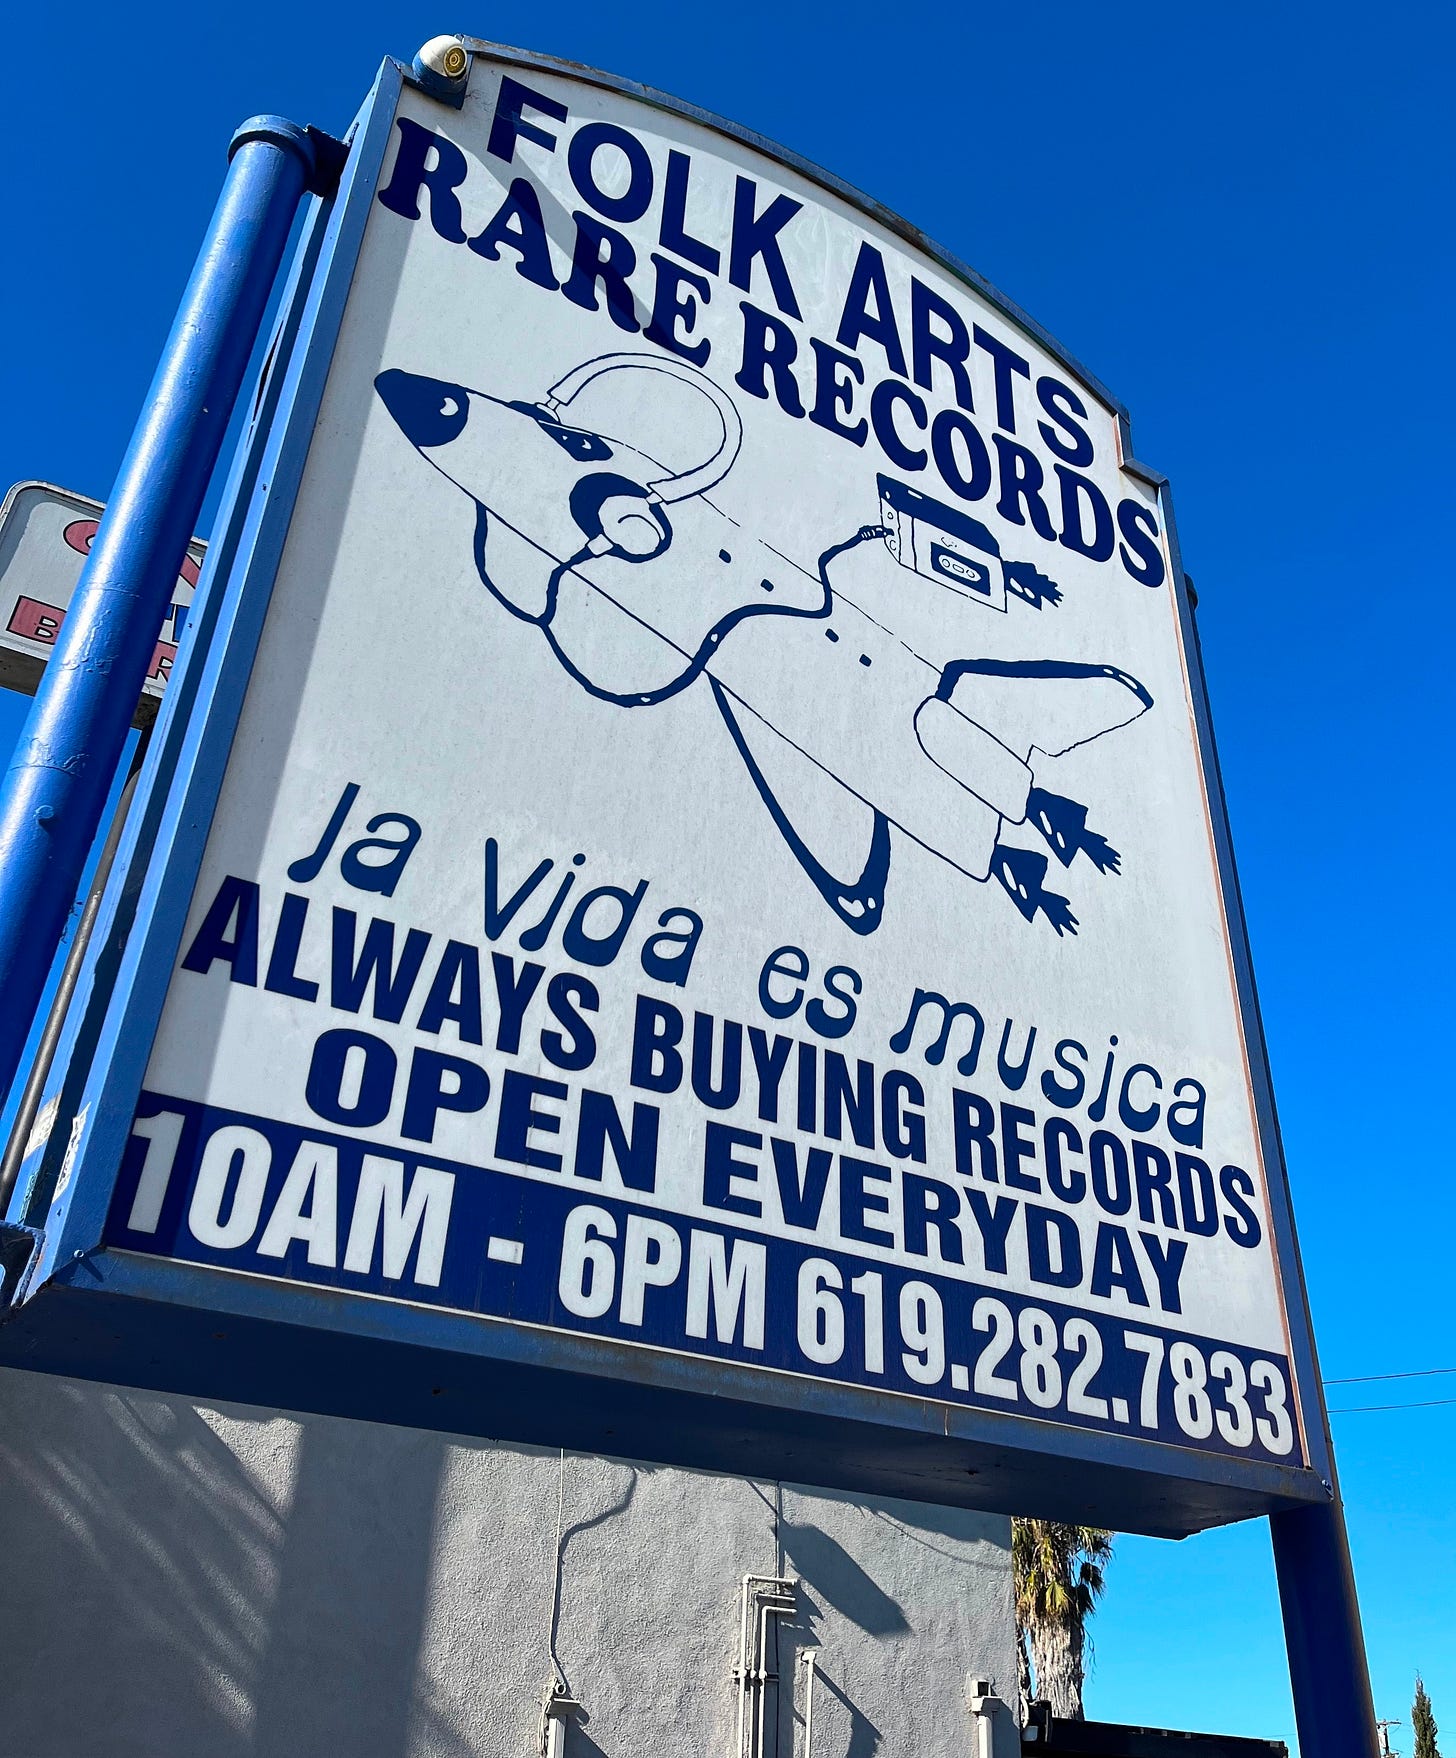 FOLK ARTS
RARE RECORDS
la vida es musica
ALWAYS BUYING RECORDS
OPEN EVERYDAY
10AM - 6PM 619.282.7833